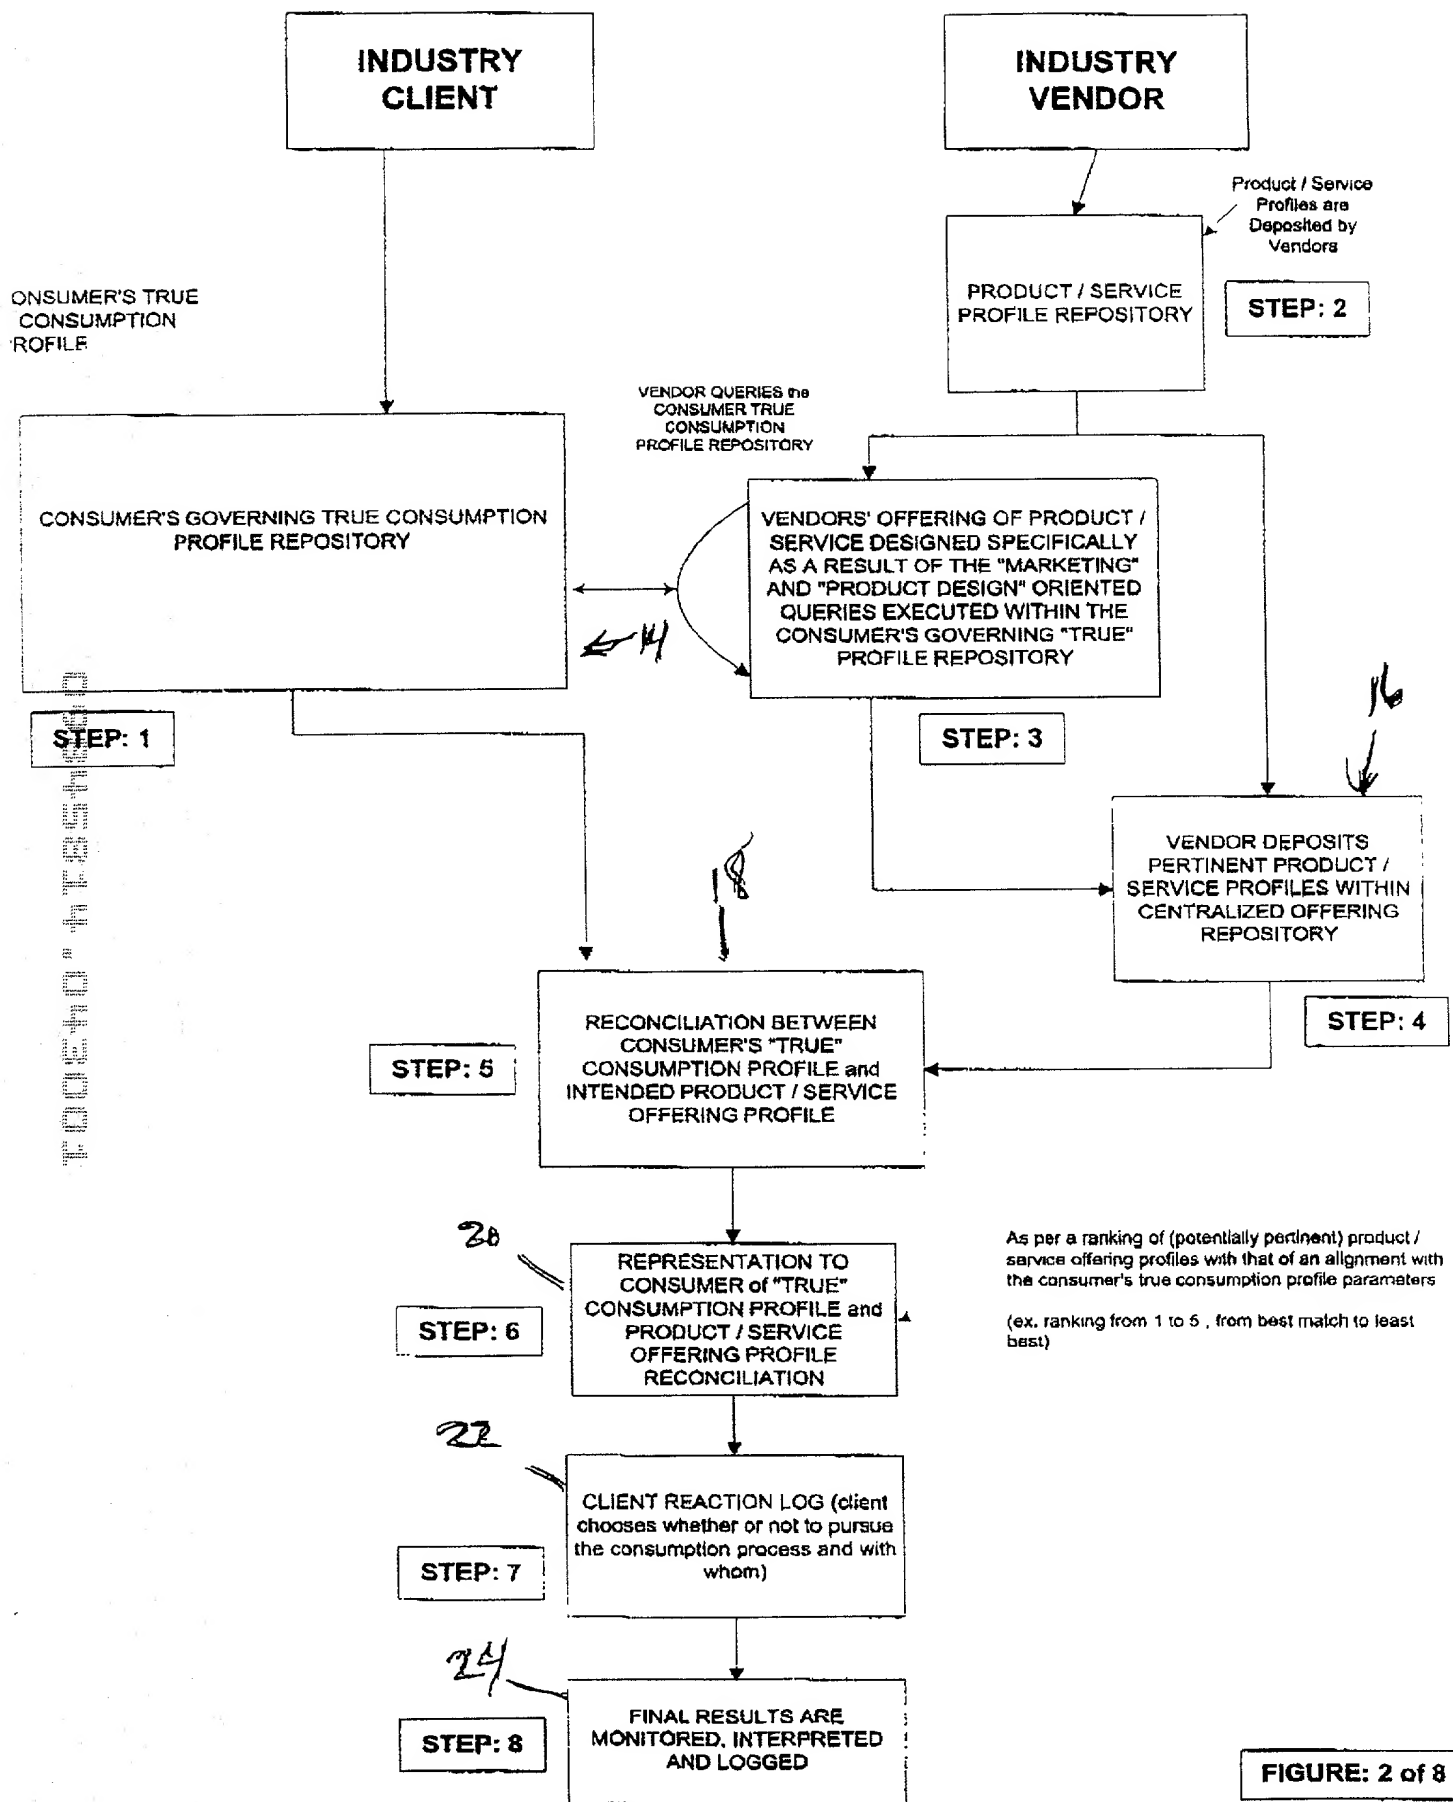 INDUSTRY
CLIENT
INDUSTRY
VENDOR
Product / Service
Profiles are
Deposited by
Vendors
PRODUCT / SERVICE
PROFILE REPOSITORY
STEP: 2
ONSUMER'S TRUE
CONSUMPTION
ROFILE
VENDOR QUERIES the
CONSUMER TRUE
CONSUMPTION
PROFILE REPOSITORY
CONSUMER'S GOVERNING TRUE CONSUMPTION
PROFILE REPOSITORY
VENDORS' OFFERING OF PRODUCT /
SERVICE DESIGNED SPECIFICALLY
AS A RESULT OF THE "MARKETING"
AND "PRODUCT DESIGN" ORIENTED
QUERIES EXECUTED WITHIN THE
CONSUMER'S GOVERNING "TRUE"
PROFILE REPOSITORY
14
16
STEP: 1
STEP: 3
VENDOR DEPOSITS
PERTINENT PRODUCT /
SERVICE PROFILES WITHIN
CENTRALIZED OFFERING
REPOSITORY
18
STEP: 4
STEP: 5
RECONCILIATION BETWEEN
CONSUMER'S "TRUE"
CONSUMPTION PROFILE and
INTENDED PRODUCT / SERVICE
OFFERING PROFILE
20
STEP: 6
REPRESENTATION TO
CONSUMER of "TRUE"
CONSUMPTION PROFILE and
PRODUCT / SERVICE
OFFERING PROFILE
RECONCILIATION
As per a ranking of (potentially pertinent) product /
service offering profiles with that of an alignment with
the consumer's true consumption profile parameters
(ex. ranking from 1 to 5 , from best match to least
best)
22
STEP: 7
CLIENT REACTION LOG (client
chooses whether or not to pursue
the consumption process and with
whom)
24
STEP: 8
FINAL RESULTS ARE
MONITORED, INTERPRETED
AND LOGGED
FIGURE: 2 of 8